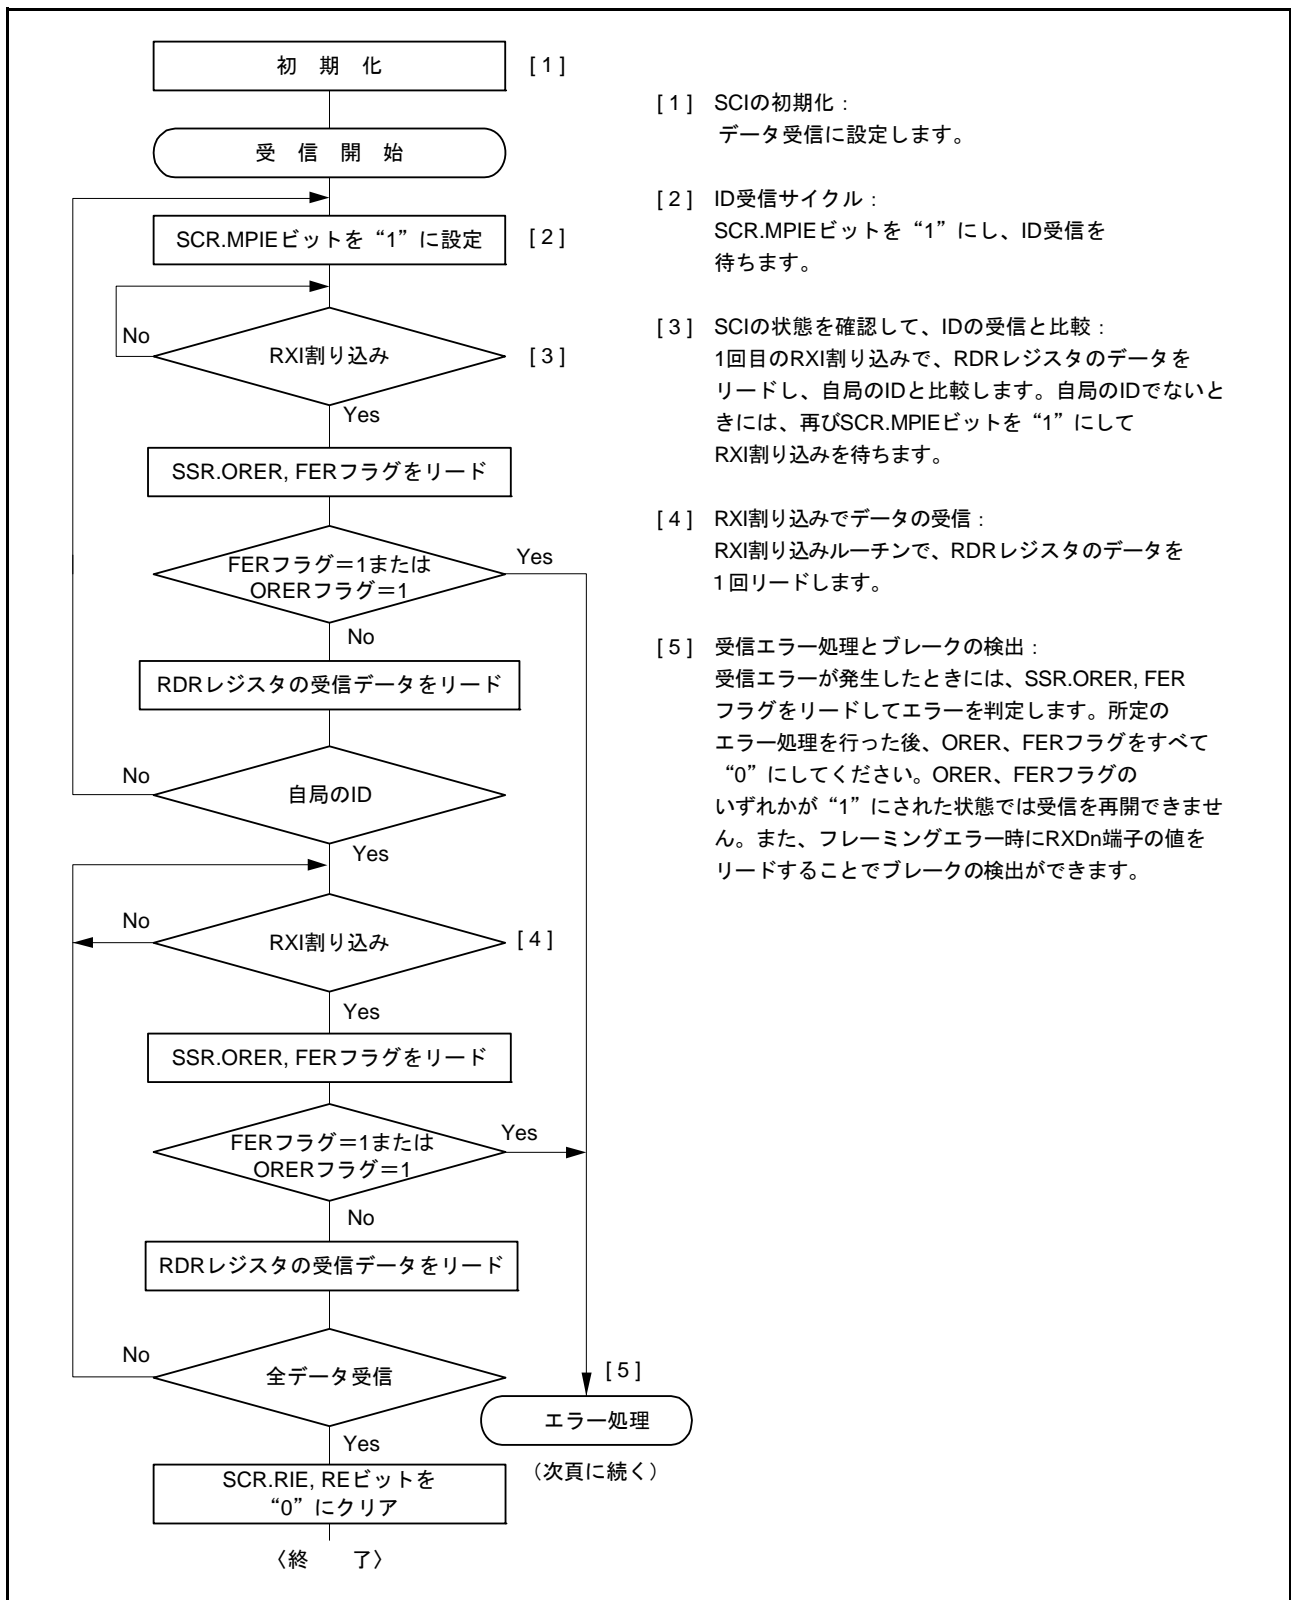 初 期 化
[ 1 ]
受 信 開 始
SCR.MPIEビットを“1”に設定
[ 2 ]
No
RXI割り込み
[ 3 ]
Yes
SSR.ORER, FERフラグをリード
FERフラグ＝1または
ORERフラグ＝1
Yes
No
RDRレジスタの受信データをリード
No
自局のID
Yes
No
RXI割り込み
[ 4 ]
Yes
SSR.ORER, FERフラグをリード
FERフラグ＝1または
ORERフラグ＝1
Yes
No
RDRレジスタの受信データをリード
No
全データ受信
[ 5 ]
エラー処理
（次頁に続く）
Yes
SCR.RIE, REビットを
“0”にクリア
〈終 了〉
[ 1 ] SCIの初期化：
データ受信に設定します。
[ 2 ] ID受信サイクル：
SCR.MPIEビットを“1”にし、ID受信を
待ちます。
[ 3 ] SCIの状態を確認して、IDの受信と比較：
1回目のRXI割り込みで、RDRレジスタのデータを
リードし、自局のIDと比較します。自局のIDでないと
きには、再びSCR.MPIEビットを“1”にして
RXI割り込みを待ちます。
[ 4 ] RXI割り込みでデータの受信：
RXI割り込みルーチンで、RDRレジスタのデータを
１回リードします。
[ 5 ] 受信エラー処理とブレークの検出：
受信エラーが発生したときには、SSR.ORER, FER
フラグをリードしてエラーを判定します。所定の
エラー処理を行った後、ORER、FERフラグをすべて
“0”にしてください。ORER、FERフラグの
いずれかが“1”にされた状態では受信を再開できませ
ん。また、フレーミングエラー時にRXDn端子の値を
リードすることでブレークの検出ができます。